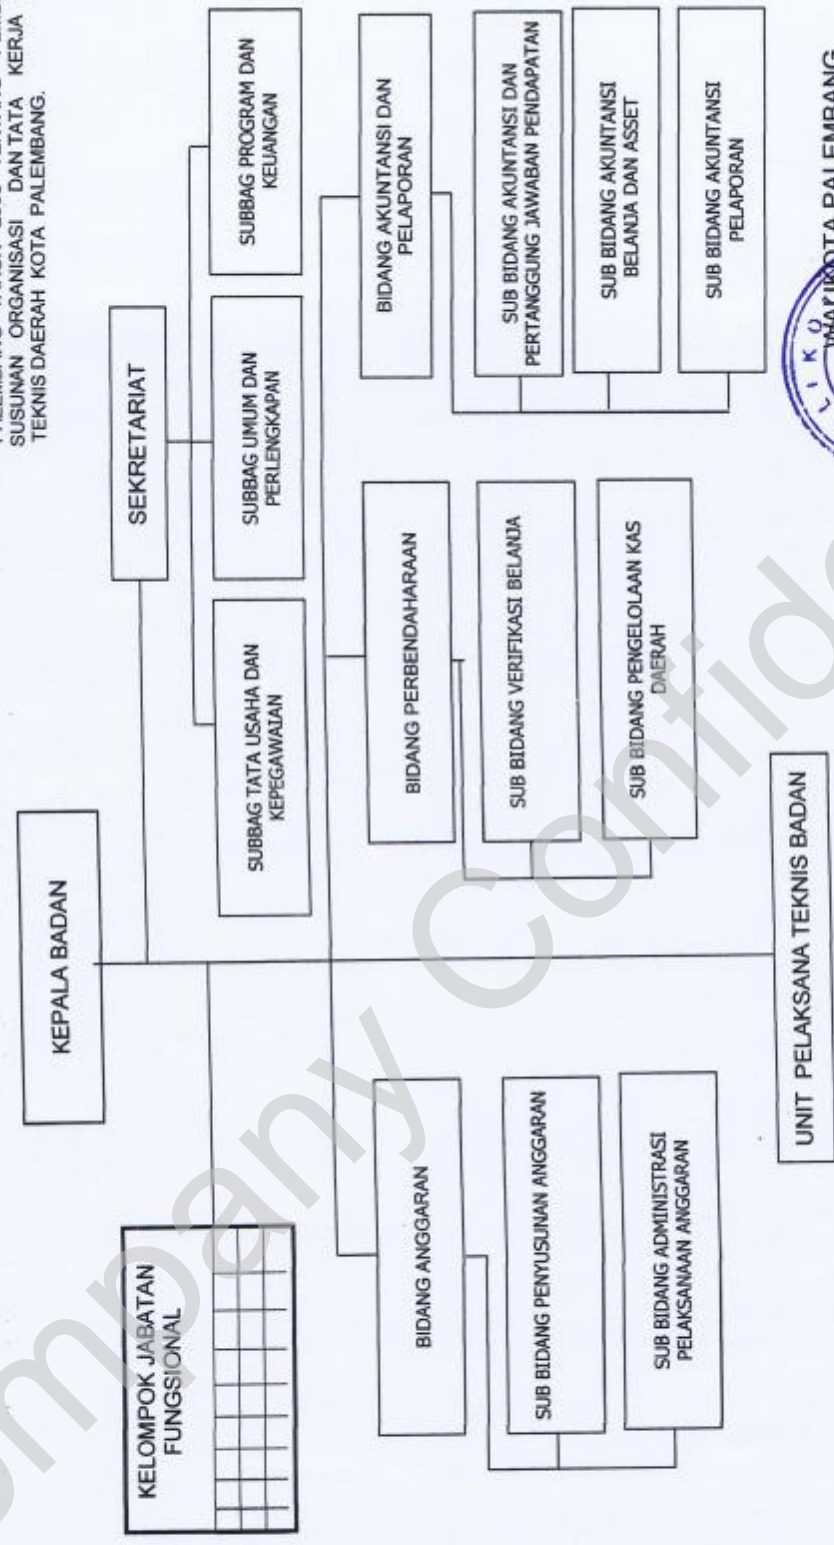 SUSUNAN ORGANISASI DAN TATA KERJA
TEKNIS DAERAH KOTA PALEMBANG.
KEPALA BADAN
SEKRETARIAT
KELOMPOK JABATAN
FUNGSIONAL
SUBBAG TATA USAHA DAN
KEPEGAWAIAN
SUBBAG UMUM DAN
PERLENGKAPAN
SUBBAG PROGRAM DAN
KEUANGAN
BIDANG ANGGARAN
BIDANG PERBENDAHARAAN
BIDANG AKUNTANSI DAN
PELAPORAN
SUB BIDANG PENYUSUNAN ANGGARAN
SUB BIDANG VERIFIKASI BELANJA
SUB BIDANG AKUNTANSI DAN
PERTANGGUNG JAWABAN PENDAPATAN
SUB BIDANG ADMINISTRASI
PELAKSANAAN ANGGARAN
SUB BIDANG PENGELOLAAN KAS
DAERAH
SUB BIDANG AKUNTANSI
BELANJA DAN ASSET
SUB BIDANG AKUNTANSI
PELAPORAN
UNIT PELAKSANA TEKNIS BADAN
PALEMBANG
Company Confide